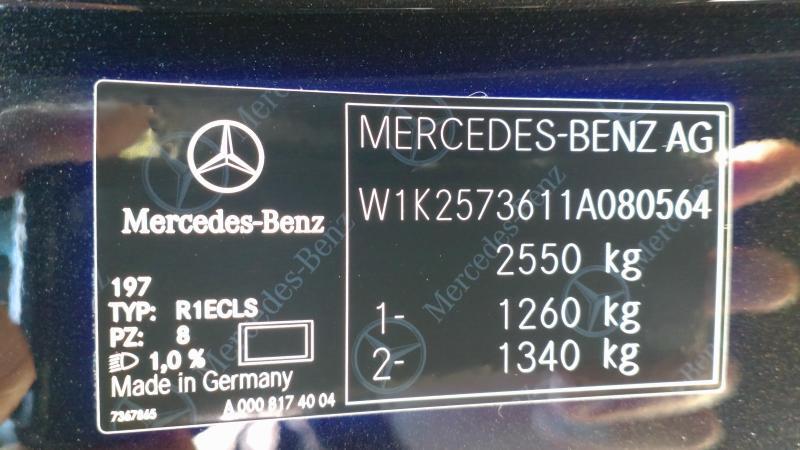 Mercedes-Benz
197
TYP: R1ECLS
PZ: 8
1,0 %
Made in Germany
7367865
A 000 817 40 04
MERCEDES-BENZ AG
W1K2573611A080564
2550 kg
1- 1260 kg
2- 1340 kg